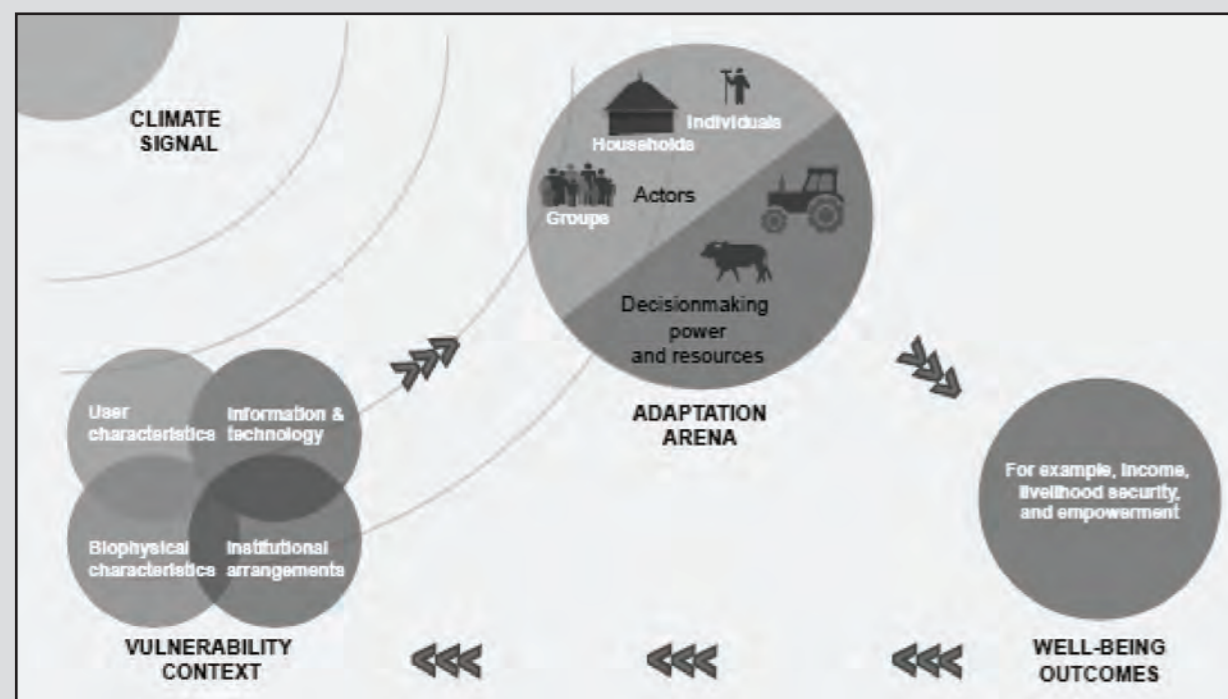 CLIMATE
SIGNAL
Individuals
Households
Actors
Groups
Decisionmaking
power
and resources
ADAPTATION
ARENA
User
characteristics
Information &
technology
Biophysical
characteristics
Institutional
arrangements
VULNERABILITY
CONTEXT
For example, income,
livelihood security,
and empowerment
WELL-BEING
OUTCOMES